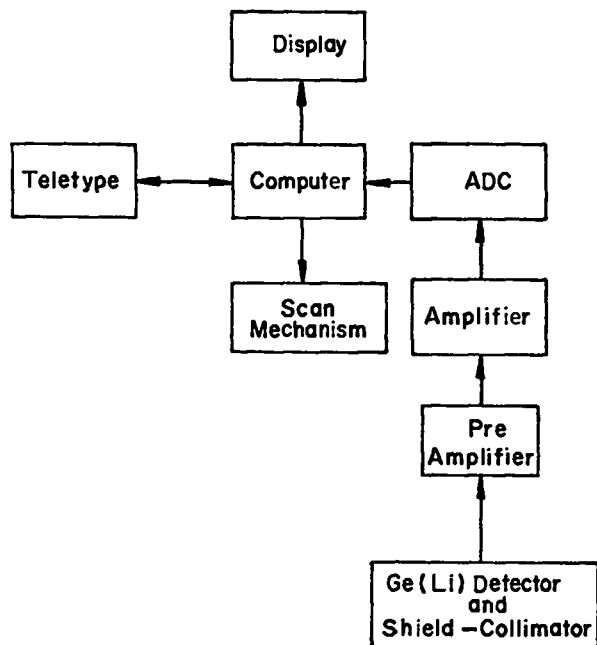 Display
Teletype
Computer
ADC
Scan
Mechanism
Amplifier
Pre
Amplifier
Ge(Li) Detector
and
Shield-Collimator